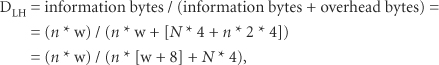 D_LH = information bytes / (information bytes + overhead bytes) =
= (n * w) / (n * w + [N * 4 + n * 2 * 4])
= (n * w) / (n * [w + 8] + N * 4),